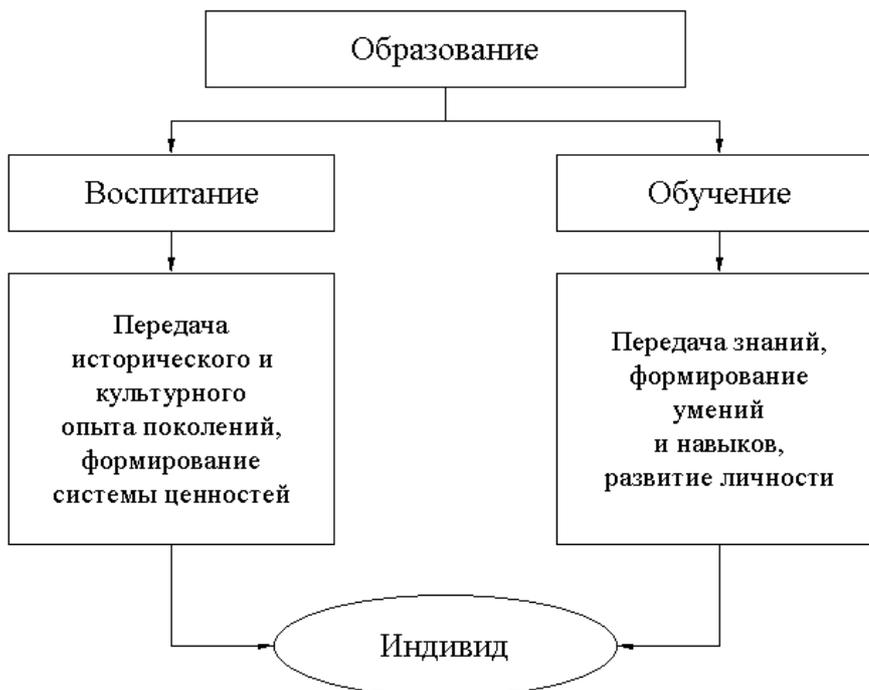 Образование
Воспитание
Обучение
Передача
исторического и
культурного
опыта поколений,
формирование
системы ценностей
Передача знаний,
формирование
умений
и навыков,
развитие личности
Индивид